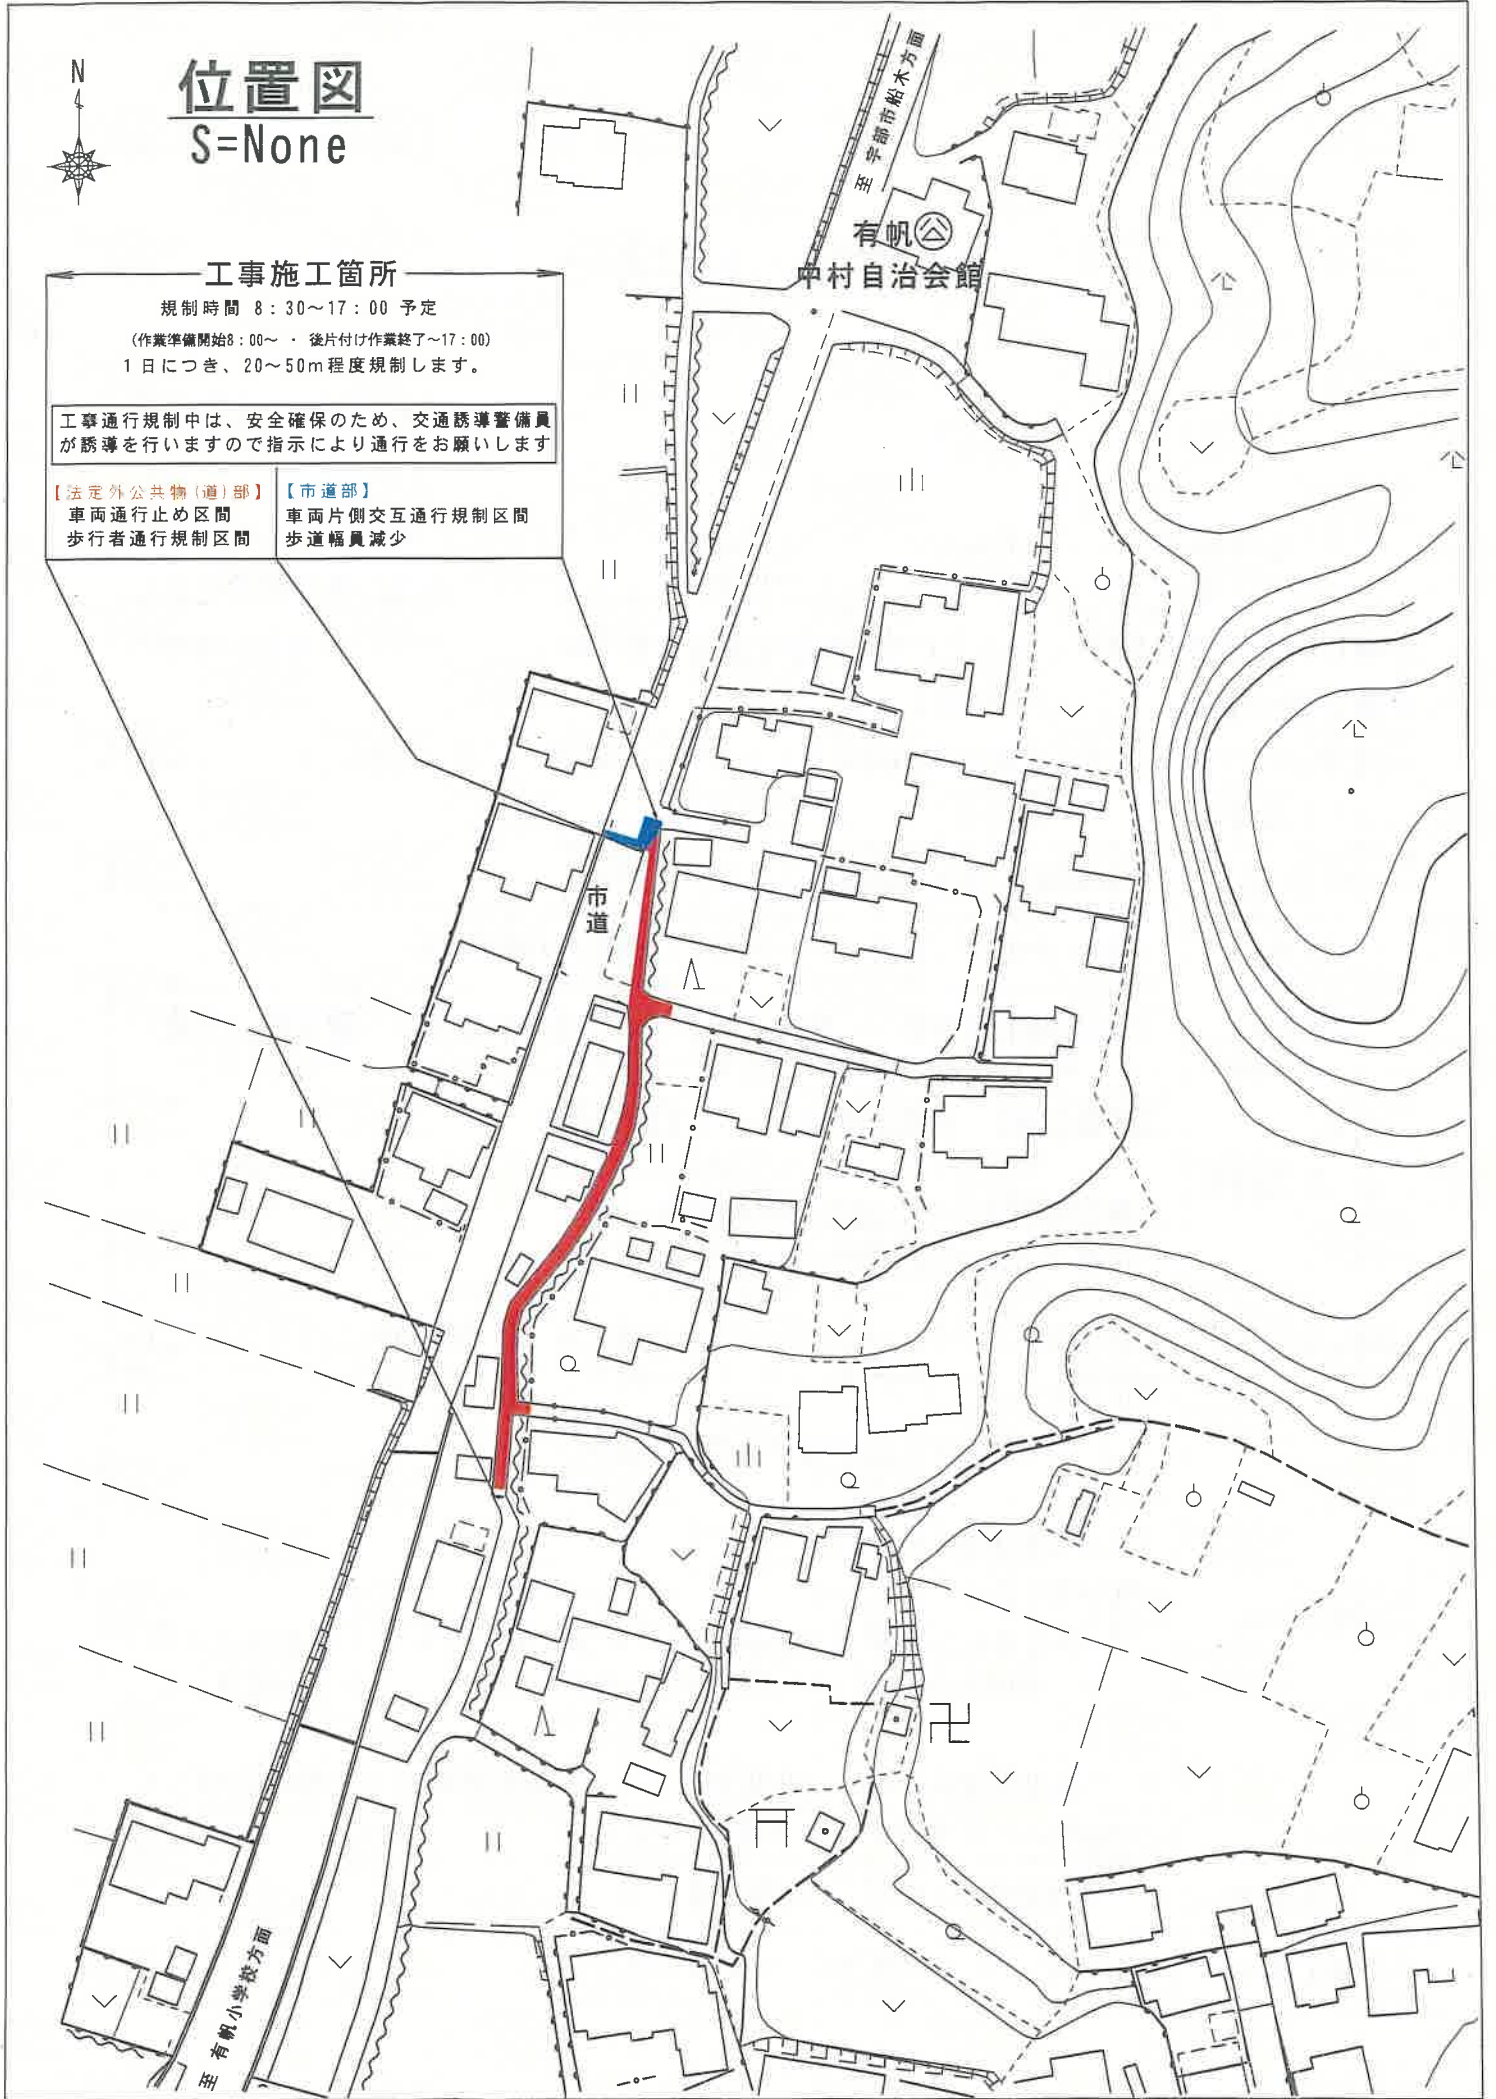 N
位置図
S=None
至 宇部市船木方面
有帆㊂
中村自治会館
工事施工箇所
規制時間 8:30～17:00 予定
(作業準備開始8:00～ ・ 後片付け作業終了～17:00)
1日につき、20～50m程度規制します。
工事通行規制中は、安全確保のため、交通誘導警備員
が誘導を行いますので指示により通行をお願いします
【法定外公共物(道)部】
車両通行止め区間
歩行者通行規制区間
【市道部】
車両片側交互通行規制区間
歩道幅員減少
市道
至 有帆小学校方面